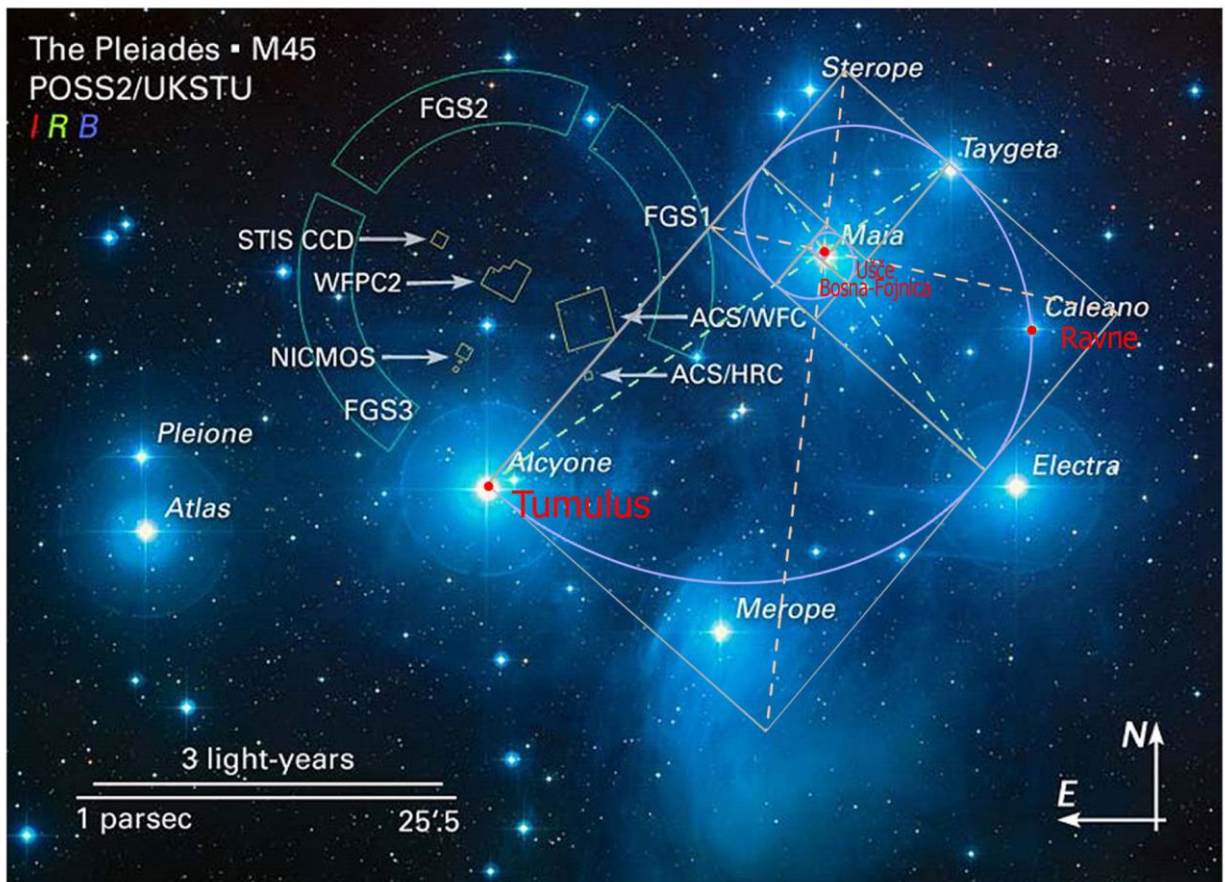 The Pleiades ▪ M45
POSS2/UKSTU
I R B
FGS2
Sterope
Taygeta
FGS1
STIS CCD
Maia
WFPC2
Ušče
Bosna-Fojnica
ACS/WFC
Caleano
Ravne
NICMOS
ACS/HRC
FGS3
Pleione
Alcyone
Electra
Atlas
Tumulus
Merope
3 light-years
1 parsec 25'.5
N
E